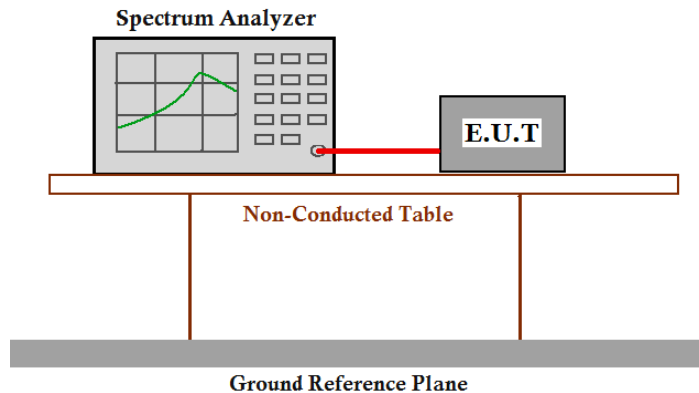 Spectrum Analyzer
E.U.T
Non-Conducted Table
Ground Reference Plane